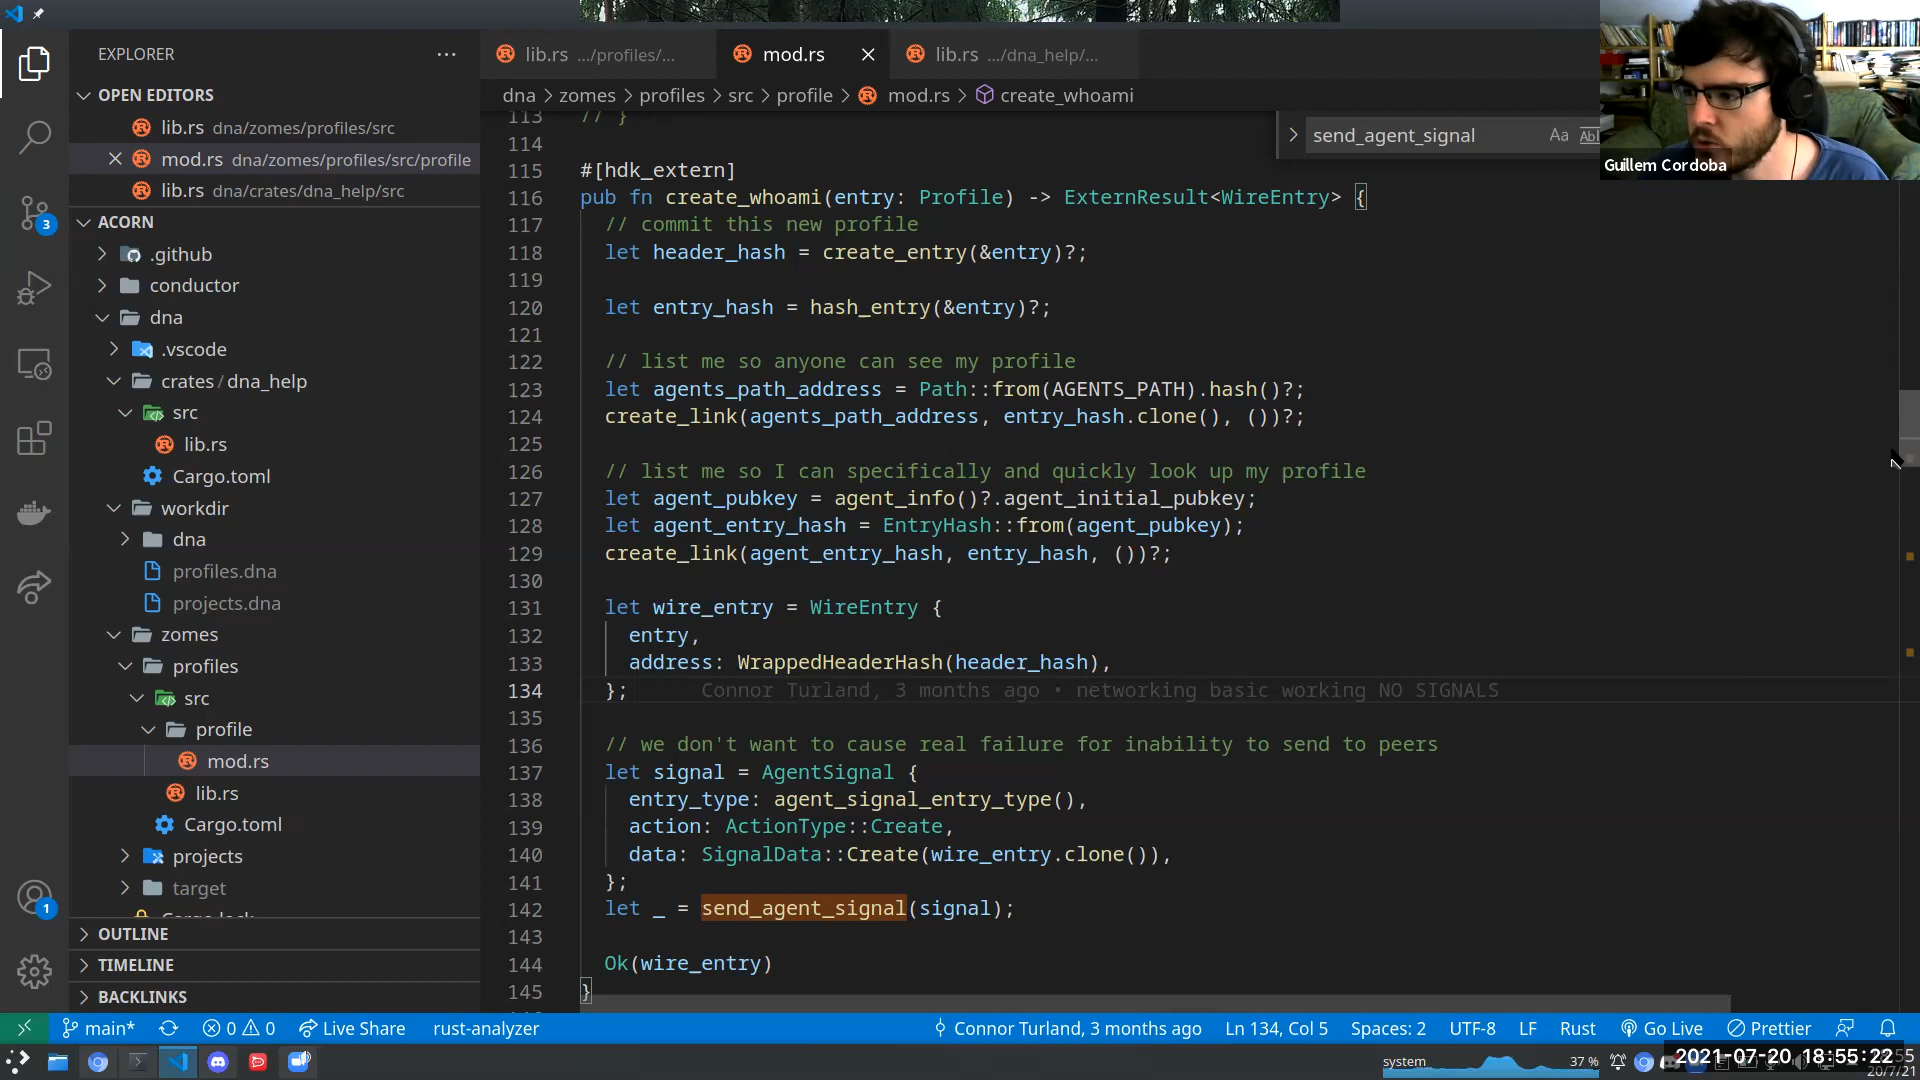 EXPLORER
OPEN EDITORS
lib.rs dna/zomes/profiles/src
mod.rs dna/zomes/profiles/src/profile
lib.rs dna/crates/dna_help/src
ACORN
.github
conductor
dna
.vscode
crates/dna_help
src
lib.rs
Cargo.toml
workdir
dna
profiles.dna
projects.dna
zomes
profiles
src
profile
mod.rs
lib.rs
Cargo.toml
projects
target
Cargo.lock
OUTLINE
TIMELINE
BACKLINKS
3
1
lib.rs .../profiles/...
mod.rs
lib.rs .../dna_help/...
dna > zomes > profiles > src > profile > mod.rs > create_whoami
send_agent_signal Aa Abl
Guillem Cordoba
113 // }
114
115 #[hdk_extern]
116 pub fn create_whoami(entry: Profile) -> ExternResult<WireEntry> {
117 // commit this new profile
118 let header_hash = create_entry(&entry)?;
119
120 let entry_hash = hash_entry(&entry)?;
121
122 // list me so anyone can see my profile
123 let agents_path_address = Path::from(AGENTS_PATH).hash()?;
124 create_link(agents_path_address, entry_hash.clone(), ())?;
125
126 // list me so I can specifically and quickly look up my profile
127 let agent_pubkey = agent_info()?.agent_initial_pubkey;
128 let agent_entry_hash = EntryHash::from(agent_pubkey);
129 create_link(agent_entry_hash, entry_hash, ())?;
130
131 let wire_entry = WireEntry {
132 entry,
133 address: WrappedHeaderHash(header_hash),
134 }; Connor Turland, 3 months ago • networking basic working NO SIGNALS
135
136 // we don't want to cause real failure for inability to send to peers
137 let signal = AgentSignal {
138 entry_type: agent_signal_entry_type(),
139 action: ActionType::Create,
140 data: SignalData::Create(wire_entry.clone()),
141 };
142 let _ = send_agent_signal(signal);
143
144 Ok(wire_entry)
145 }
main* 0 0 Live Share rust-analyzer Connor Turland, 3 months ago Ln 134, Col 5 Spaces: 2 UTF-8 LF Rust Go Live Prettier
system 37 % 2021-07-20 18:55:22
20/7/21